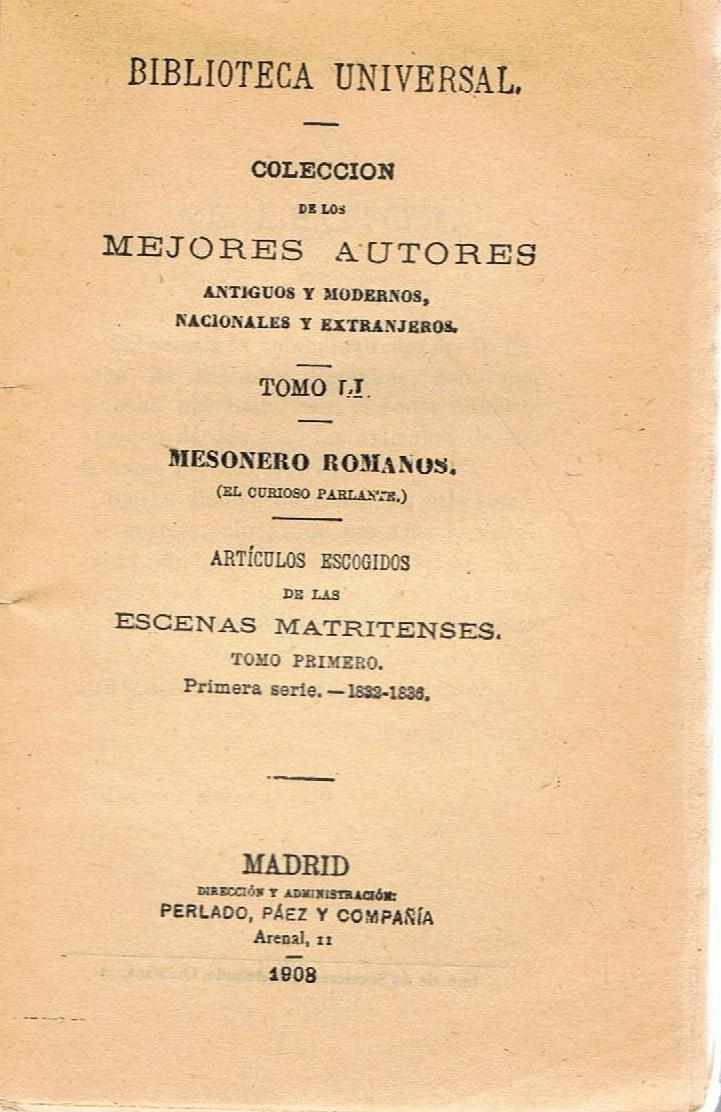 BIBLIOTECA UNIVERSAL.
COLECCION
DE LOS
MEJORES AUTORES
ANTIGUOS Y MODERNOS,
NACIONALES Y EXTRANJEROS.
TOMO LI.
MESONERO ROMANOS.
(EL CURIOSO PARLANTE.)
ARTÍCULOS ESCOGIDOS
DE LAS
ESCENAS MATRITENSES.
TOMO PRIMERO.
Primera serie.—1832-1836.
MADRID
DIRECCIÓN Y ADMINISTRACIÓN:
PERLADO, PÁEZ Y COMPAÑÍA
Arenal, 11
1908